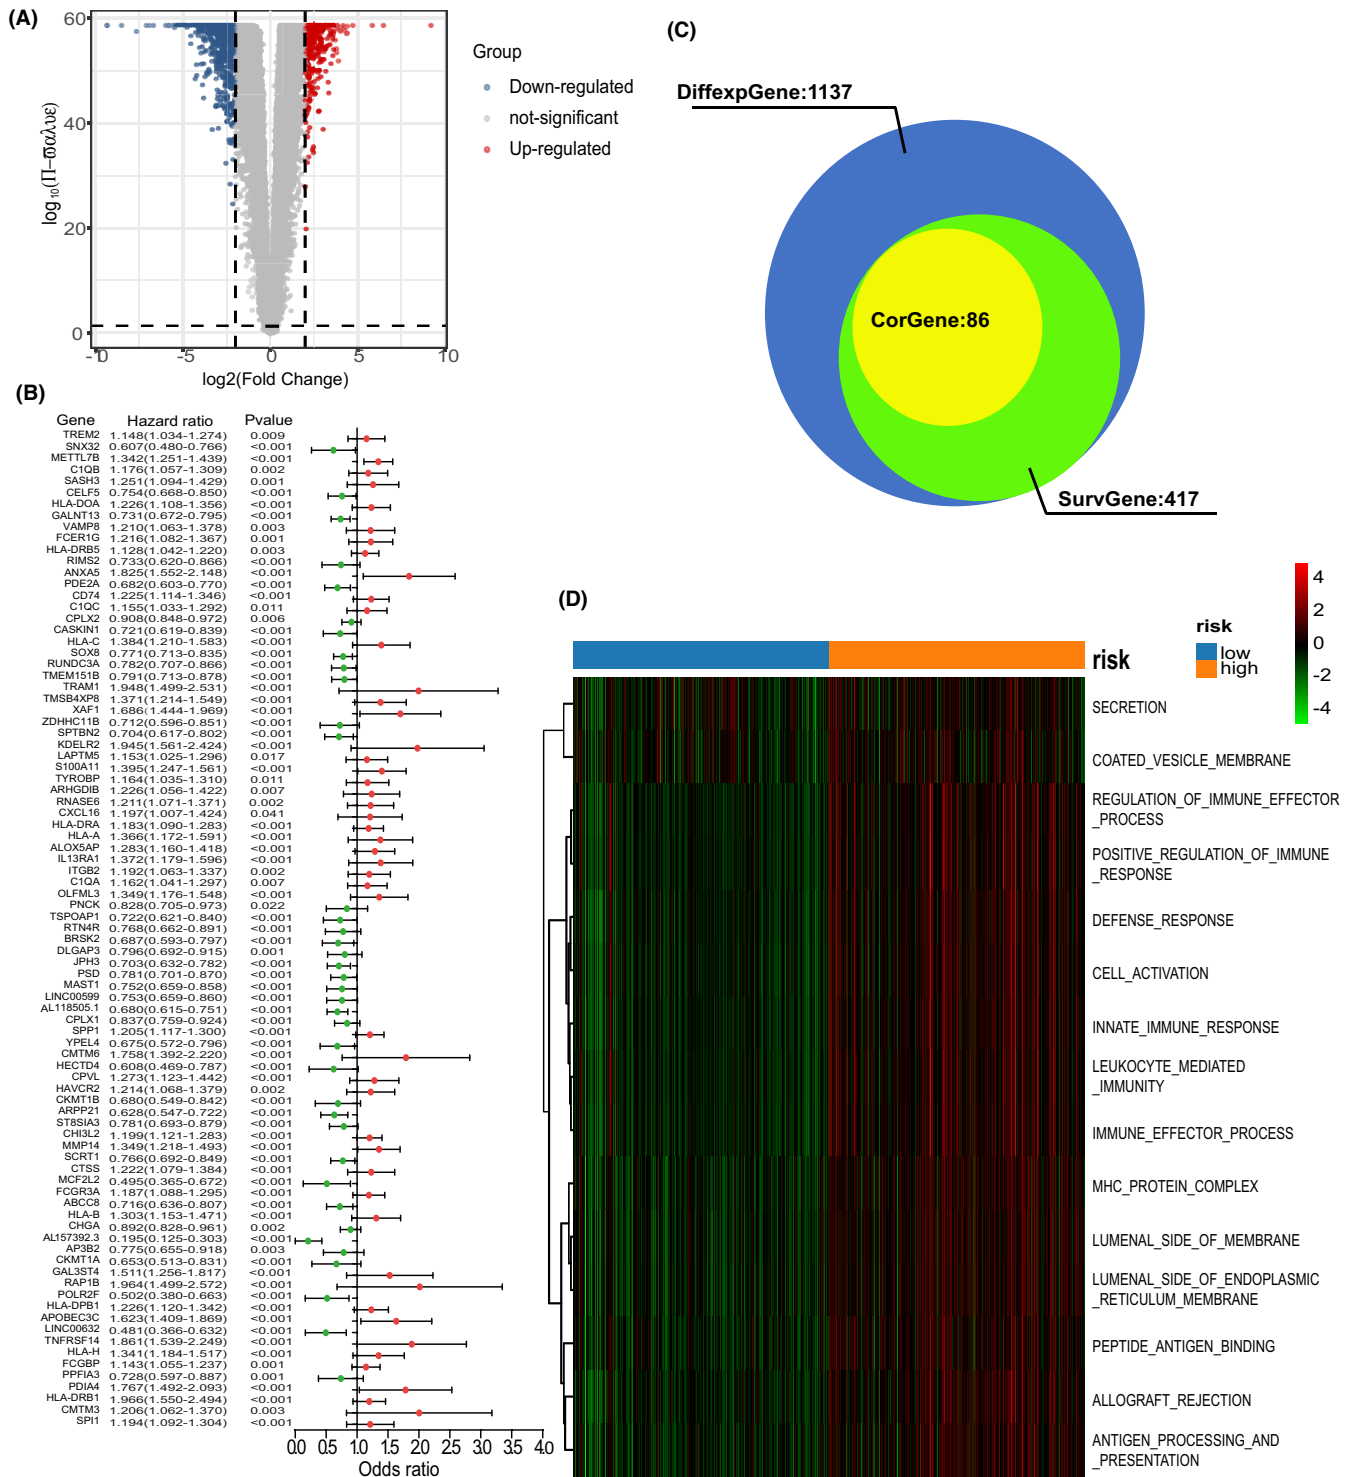 (A)
60
40
20
0
-10
-5
0
5
10
log₁₀(Π−ϖαλυε)
log2(Fold Change)
Group
Down-regulated
not-significant
Up-regulated
(C)
DiffexpGene:1137
CorGene:86
SurvGene:417
(B)
Gene Hazard ratio Pvalue
TREM2 1.148(1.034-1.274) 0.009
SNX32 0.607(0.480-0.766) <0.001
METTL7B 1.342(1.251-1.439) <0.001
C1QB 1.176(1.057-1.309) 0.002
SASH3 1.251(1.094-1.429) 0.001
CELF5 0.754(0.668-0.850) <0.001
HLA-DOA 1.226(1.108-1.356) <0.001
GALNT13 0.731(0.672-0.795) <0.001
VAMP8 1.210(1.063-1.378) 0.003
FCER1G 1.216(1.082-1.367) 0.001
HLA-DRB5 1.128(1.042-1.220) 0.003
RIMS2 0.733(0.620-0.866) <0.001
ANXA5 1.825(1.552-2.148) <0.001
PDE2A 0.682(0.603-0.770) <0.001
CD74 1.225(1.114-1.346) <0.001
C1QC 1.155(1.033-1.292) 0.011
CPLX2 0.908(0.848-0.972) 0.006
CASKIN1 0.721(0.619-0.839) <0.001
HLA-C 1.384(1.210-1.583) <0.001
SOX8 0.771(0.713-0.835) <0.001
RUNDC3A 0.782(0.707-0.866) <0.001
TMEM151B 0.791(0.713-0.878) <0.001
TRAM1 1.948(1.499-2.531) <0.001
TMSB4XP8 1.371(1.214-1.549) <0.001
XAF1 1.686(1.444-1.969) <0.001
ZDHHC11B 0.712(0.596-0.851) <0.001
SPTBN2 0.704(0.617-0.802) <0.001
KDELR2 1.945(1.561-2.424) <0.001
LAPTM5 1.153(1.025-1.296) 0.017
S100A11 1.395(1.247-1.561) <0.001
TYROBP 1.164(1.035-1.310) 0.011
ARHGDIB 1.226(1.056-1.422) 0.007
RNASE6 1.211(1.071-1.371) 0.002
CXCL16 1.197(1.007-1.424) 0.041
HLA-DRA 1.183(1.090-1.283) <0.001
HLA-A 1.366(1.172-1.591) <0.001
ALOX5AP 1.283(1.160-1.418) <0.001
IL13RA1 1.372(1.179-1.596) <0.001
ITGB2 1.192(1.063-1.337) 0.002
C1QA 1.162(1.041-1.297) 0.007
OLFML3 1.349(1.176-1.548) <0.001
PNCK 0.828(0.705-0.973) 0.022
TSPOAP1 0.722(0.621-0.840) <0.001
RTN4R 0.768(0.662-0.891) <0.001
BRSK2 0.687(0.593-0.797) <0.001
DLGAP3 0.796(0.692-0.915) 0.001
JPH3 0.703(0.632-0.782) <0.001
PSD 0.781(0.701-0.870) <0.001
MAST1 0.752(0.659-0.858) <0.001
LINC00599 0.753(0.659-0.860) <0.001
AL118505.1 0.680(0.615-0.751) <0.001
CPLX1 0.837(0.759-0.924) <0.001
SPP1 1.205(1.117-1.300) <0.001
YPEL4 0.675(0.572-0.796) <0.001
CMTM6 1.758(1.392-2.220) <0.001
HECTD4 0.608(0.469-0.787) <0.001
CPVL 1.273(1.123-1.442) <0.001
HAVCR2 1.214(1.068-1.379) 0.002
CKMT1B 0.680(0.549-0.842) <0.001
ARPP21 0.628(0.547-0.722) <0.001
ST8SIA3 0.781(0.693-0.879) <0.001
CHI3L2 1.199(1.121-1.283) <0.001
MMP14 1.349(1.218-1.493) <0.001
SCRT1 0.766(0.692-0.849) <0.001
CTSS 1.222(1.079-1.384) <0.001
MCF2L2 0.495(0.365-0.672) <0.001
FCGR3A 1.187(1.088-1.295) <0.001
ABCC8 0.716(0.636-0.807) <0.001
HLA-B 1.303(1.153-1.471) <0.001
CHGA 0.892(0.828-0.961) 0.002
AL157392.3 0.195(0.125-0.303) <0.001
AP3B2 0.775(0.655-0.918) 0.003
CKMT1A 0.653(0.513-0.831) <0.001
GAL3ST4 1.511(1.256-1.817) <0.001
RAP1B 1.964(1.499-2.572) <0.001
POLR2F 0.502(0.380-0.663) <0.001
HLA-DPB1 1.226(1.120-1.342) <0.001
APOBEC3C 1.623(1.409-1.869) <0.001
LINC00632 0.481(0.366-0.632) <0.001
TNFRSF14 1.861(1.539-2.249) <0.001
HLA-H 1.341(1.184-1.517) <0.001
FCGBP 1.143(1.055-1.237) 0.001
PPFIA3 0.728(0.597-0.887) 0.001
PDIA4 1.767(1.492-2.093) <0.001
HLA-DRB1 1.966(1.550-2.494) <0.001
CMTM3 1.206(1.062-1.370) 0.003
SPI1 1.194(1.092-1.304) <0.001
0.0 0.5 1.0 1.5 2.0 2.5 3.0 3.5 4.0
Odds ratio
(D)
risk
risk
low
high
4
2
0
-2
-4
SECRETION
COATED_VESICLE_MEMBRANE
REGULATION_OF_IMMUNE_EFFECTOR
_PROCESS
POSITIVE_REGULATION_OF_IMMUNE
_RESPONSE
DEFENSE_RESPONSE
CELL_ACTIVATION
INNATE_IMMUNE_RESPONSE
LEUKOCYTE_MEDIATED
_IMMUNITY
IMMUNE_EFFECTOR_PROCESS
MHC_PROTEIN_COMPLEX
LUMENAL_SIDE_OF_MEMBRANE
LUMENAL_SIDE_OF_ENDOPLASMIC
_RETICULUM_MEMBRANE
PEPTIDE_ANTIGEN_BINDING
ALLOGRAFT_REJECTION
ANTIGEN_PROCESSING_AND
_PRESENTATION